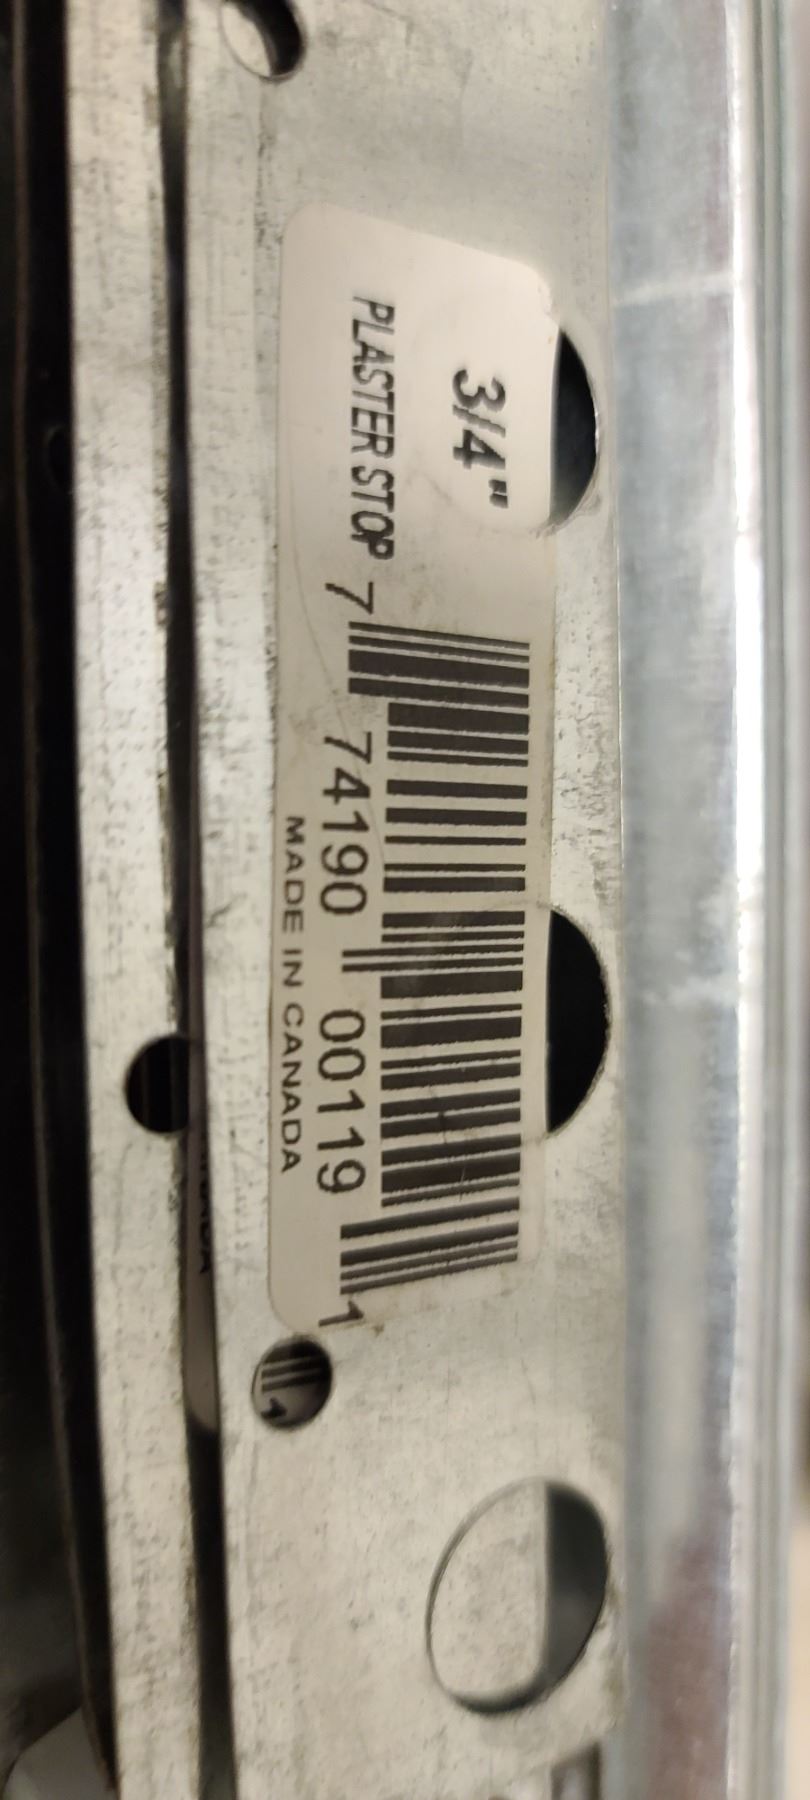 3/4"
PLASTER STOP
7 74190 00119 1
MADE IN CANADA